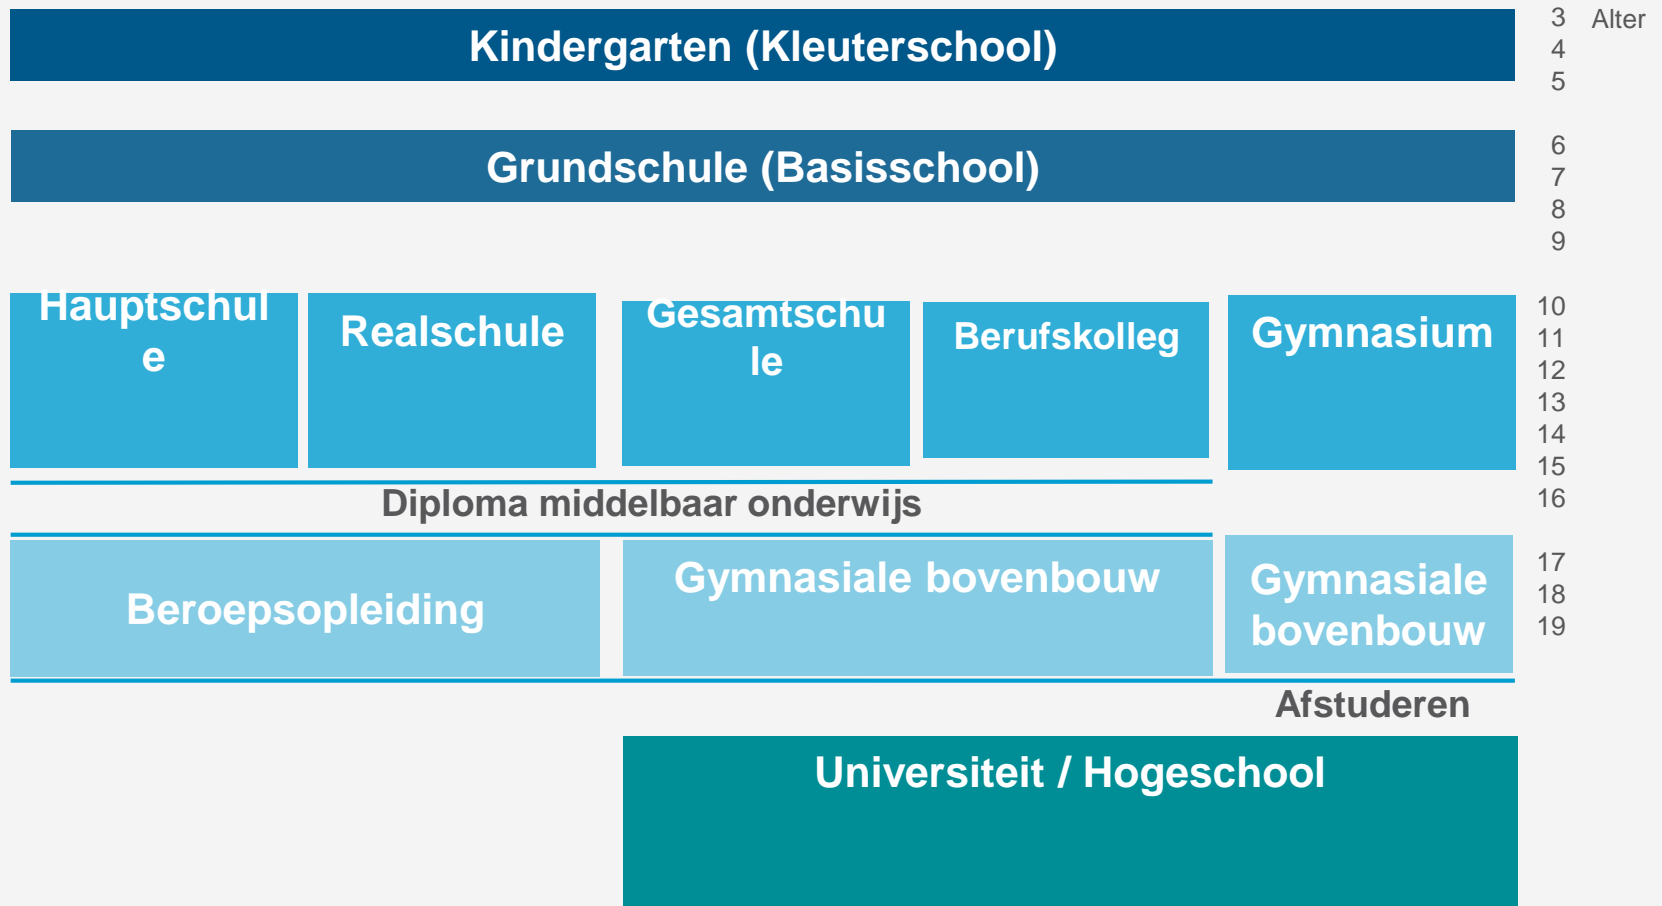 Kindergarten (Kleuterschool)
3 Alter
4
5
Grundschule (Basisschool)
6
7
8
9
Hauptschul
e
Realschule
Gesamtschu
le
Berufskolleg
Gymnasium
10
11
12
13
14
15
16
Diploma middelbaar onderwijs
Beroepsopleiding
Gymnasiale bovenbouw
Gymnasiale
bovenbouw
17
18
19
Afstuderen
Universiteit / Hogeschool